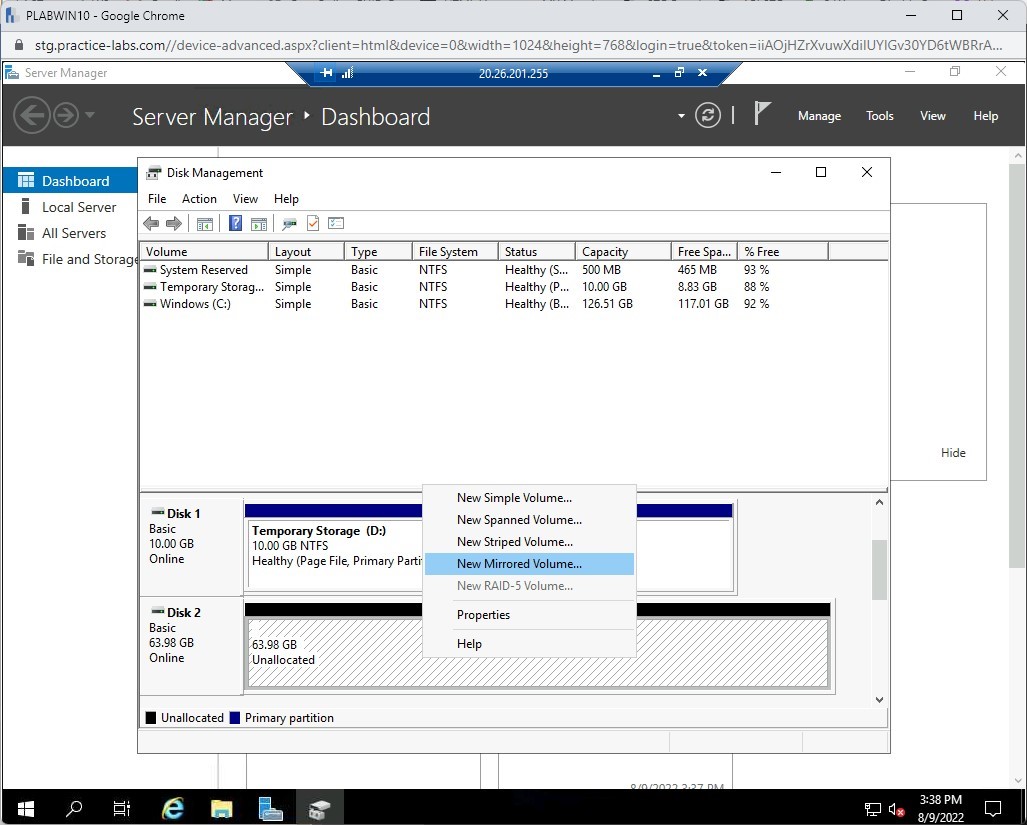 PLABWIN10 - Google Chrome
stg.practice-labs.com//device-advanced.aspx?client=html&device=0&width=1024&height=768&login=true&token=iiAOjHZrXvuwXdiIUYIGv30YD6tWBRrA...
Server Manager
20.26.201.255
Server Manager Dashboard
Manage Tools View Help
Dashboard
Local Server
All Servers
File and Storage
Disk Management
File Action View Help
Volume Layout Type File System Status Capacity Free Spa... % Free
System Reserved Simple Basic NTFS Healthy (S... 500 MB 465 MB 93 %
Temporary Storag... Simple Basic NTFS Healthy (P... 10.00 GB 8.83 GB 88 %
Windows (C:) Simple Basic NTFS Healthy (B... 126.51 GB 117.01 GB 92 %
Hide
Disk 1
Basic
10.00 GB
Online
Temporary Storage (D:)
10.00 GB NTFS
Healthy (Page File, Primary Parti
New Simple Volume...
New Spanned Volume...
New Striped Volume...
New Mirrored Volume...
New RAID-5 Volume...
Properties
Help
Disk 2
Basic
63.98 GB
Online
63.98 GB
Unallocated
Unallocated Primary partition
8/9/2022 3:37 PM
3:38 PM
8/9/2022